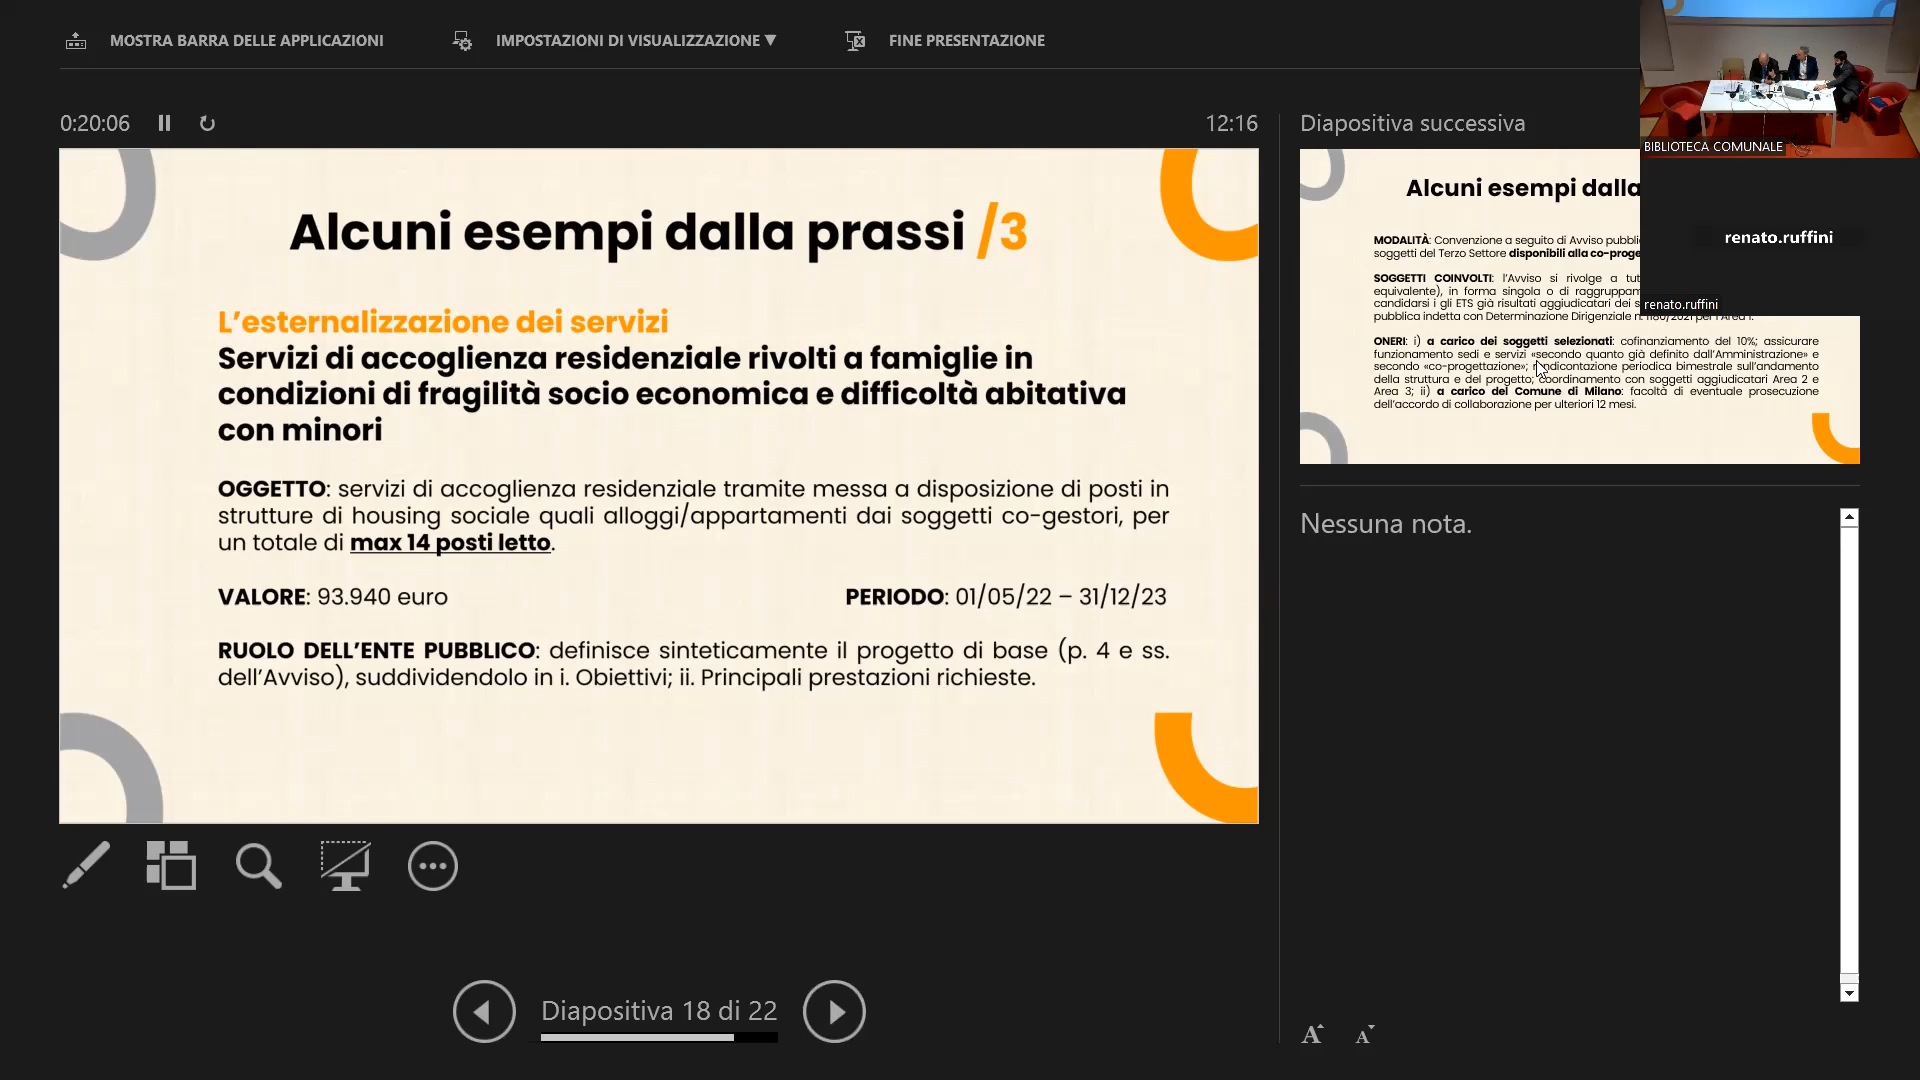 MOSTRA BARRA DELLE APPLICAZIONI
IMPOSTAZIONI DI VISUALIZZAZIONE ▼
FINE PRESENTAZIONE
0:20:06
12:16
Alcuni esempi dalla prassi /3
L'esternalizzazione dei servizi
Servizi di accoglienza residenziale rivolti a famiglie in
condizioni di fragilità socio economica e difficoltà abitativa
con minori
OGGETTO: servizi di accoglienza residenziale tramite messa a disposizione di posti in
strutture di housing sociale quali alloggi/appartamenti dai soggetti co-gestori, per
un totale di max 14 posti letto.
VALORE: 93.940 euro
PERIODO: 01/05/22 – 31/12/23
RUOLO DELL'ENTE PUBBLICO: definisce sinteticamente il progetto di base (p. 4 e ss.
dell'Avviso), suddividendolo in i. Obiettivi; ii. Principali prestazioni richieste.
Diapositiva 18 di 22
Diapositiva successiva
Alcuni esempi dalla
MODALITÀ: Convenzione a seguito di Avviso
soggetti del Terzo Settore disponibili alla
SOGGETTI COINVOLTI: l'Avviso si rivolge a
equivalente), in forma singola o di
candidarsi i gli ETS già risultati aggiudicatari dei
pubblica indetta con Determinazione Dirigenziale
ONERI: i) a carico dei soggetti selezionati: cofinanziamento del 10%; assicurare
funzionamento sedi e servizi «secondo quanto già definito dall'Amministrazione» e
secondo «co-progettazione»; rendicontazione periodica bimestrale sull'andamento
della struttura e del progetto; coordinamento con soggetti aggiudicatari Area 2 e
Area 3; ii) a carico del Comune di Milano: facoltà di eventuale prosecuzione
dell'accordo di collaborazione per ulteriori 12 mesi.
Nessuna nota.
A A
BIBLIOTECA COMUNALE
renato.ruffini
renato.ruffini